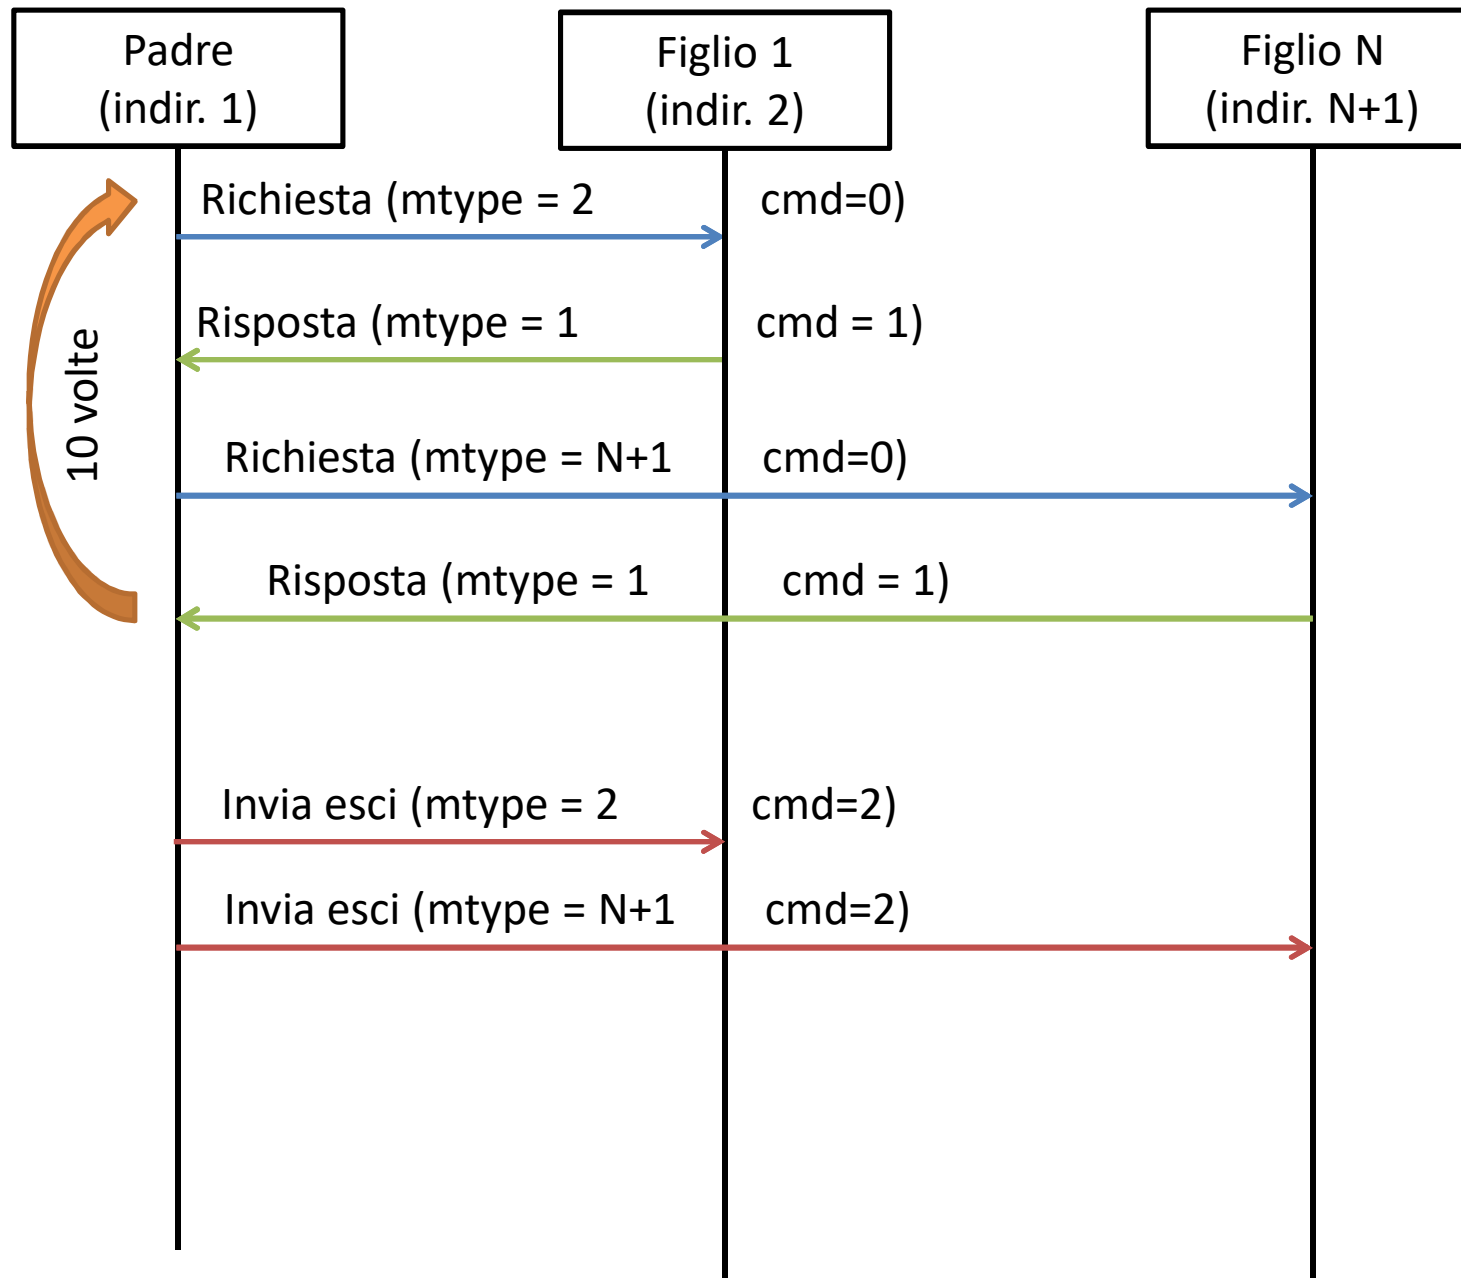 Padre
(indir. 1)
Figlio 1
(indir. 2)
Figlio N
(indir. N+1)
Richiesta (mtype = 2 cmd=0)
Risposta (mtype = 1 cmd = 1)
10 volte
Richiesta (mtype = N+1 cmd=0)
Risposta (mtype = 1 cmd = 1)
Invia esci (mtype = 2 cmd=2)
Invia esci (mtype = N+1 cmd=2)